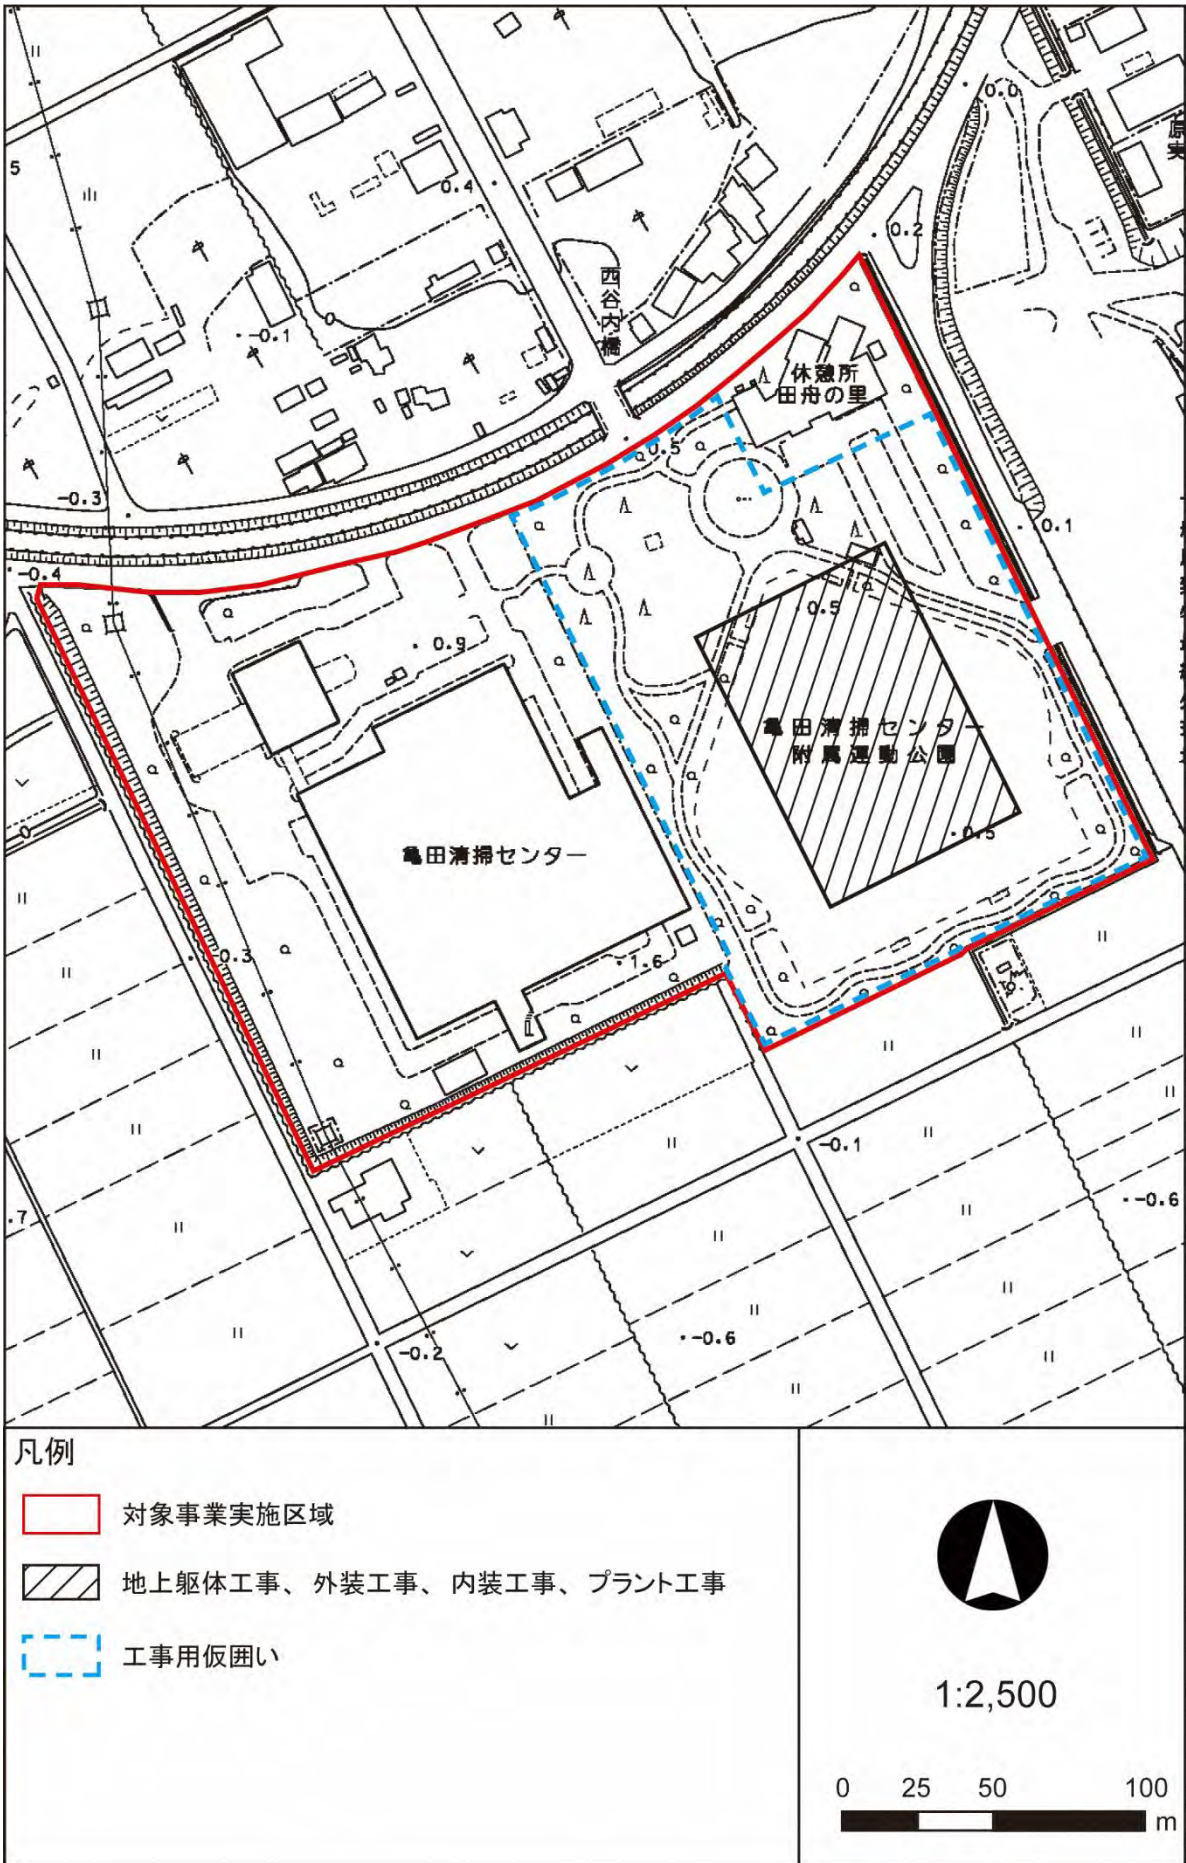 0.0
原実
5
0.4
0.2
西谷内橋
-0.1
0
休憩所
田舟の里
-0.3
0.5
0.1
-0.4
0.5
0.9
亀田清掃センター
附属運動公園
0
0.5
亀田清掃センター
-0.3
1.6
-0.1
-0.6
.7
-0.6
-0.2
凡例
対象事業実施区域
地上躯体工事、外装工事、内装工事、プラント工事
工事用仮囲い
1:2,500
0 25 50 100
m